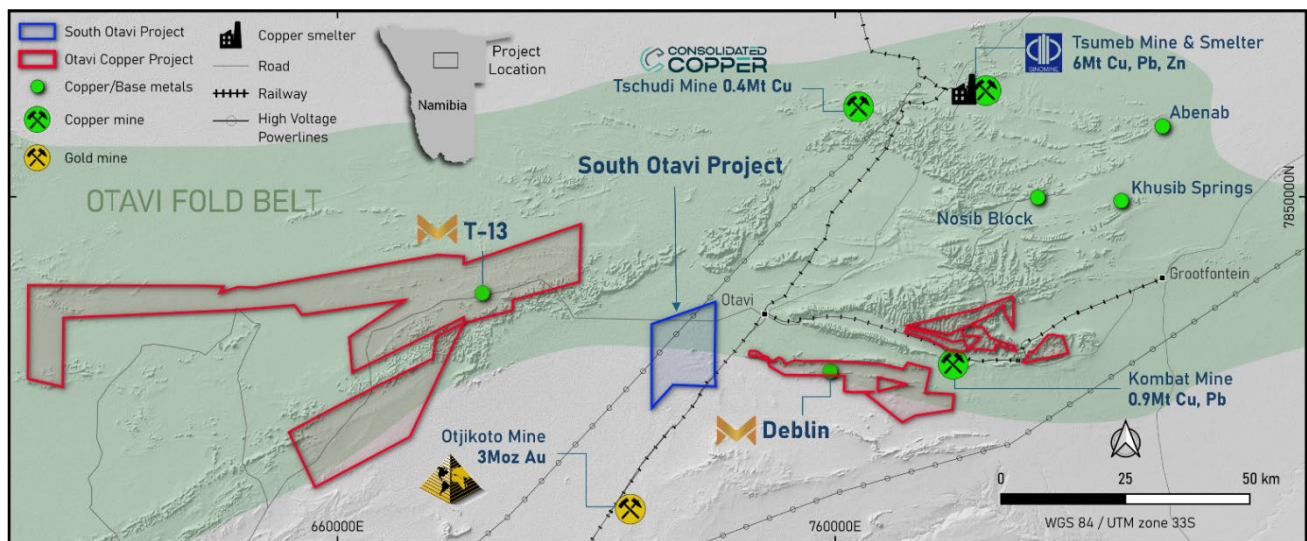 South Otavi Project
Otavi Copper Project
Copper/Base metals
Copper mine
Gold mine
Copper smelter
Road
Railway
High Voltage
Powerlines
Project
Location
Namibia
CONSOLIDATED
COPPER
Tschudi Mine 0.4Mt Cu
SINOMINE
Tsumeb Mine & Smelter
6Mt Cu, Pb, Zn
Abenab
Khusib Springs
Nosib Block
7850000N
OTAVI FOLD BELT
South Otavi Project
T-13
Otavi
Grootfontein
Kombat Mine
0.9Mt Cu, Pb
Deblin
Otjikoto Mine
3Moz Au
0
25
50 km
WGS 84 / UTM zone 33S
660000E
760000E